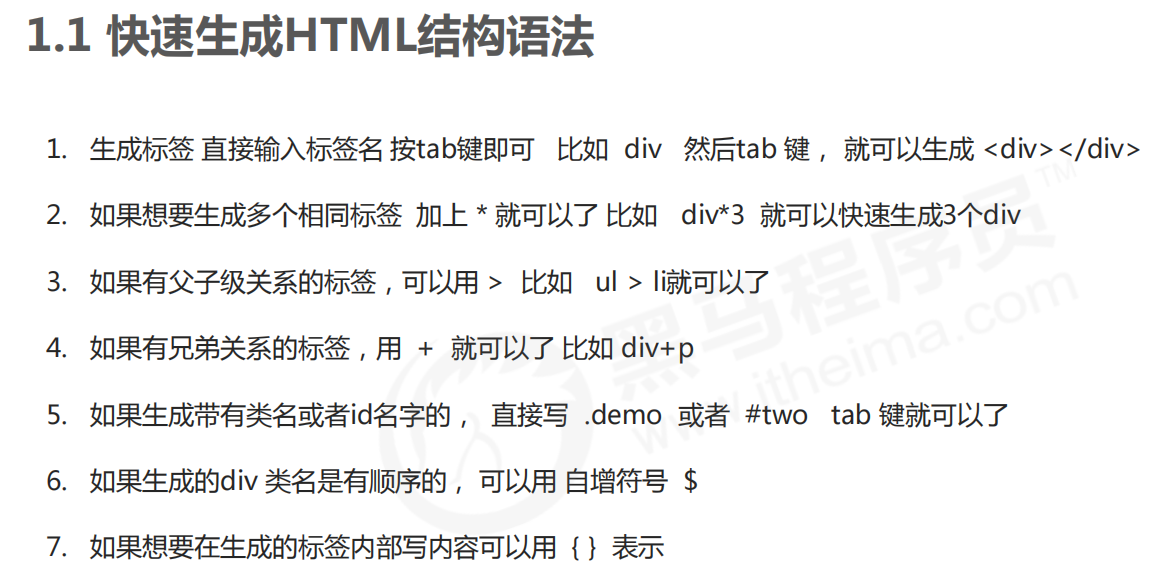 1.1 快速生成HTML结构语法
1. 生成标签 直接输入标签名 按tab键即可 比如 div 然后tab 键， 就可以生成 <div></div>
2. 如果想要生成多个相同标签 加上 * 就可以了 比如 div*3 就可以快速生成3个div
3. 如果有父子级关系的标签，可以用 > 比如 ul > li就可以了
4. 如果有兄弟关系的标签，用 + 就可以了 比如 div+p
5. 如果生成带有类名或者id名字的， 直接写 .demo 或者 #two tab 键就可以了
6. 如果生成的div 类名是有顺序的， 可以用 自增符号 $
7. 如果想要在生成的标签内部写内容可以用 { } 表示
黑马程序员™
www.itheima.com